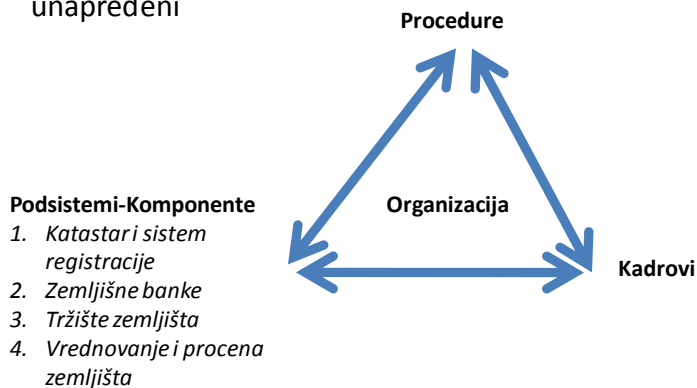 unapređeni
Procedure
Podsistemi-Komponente
Organizacija
1. Katastar i sistem
registracije
Kadrovi
2. Zemljišne banke
3. Tržište zemljišta
4. Vrednovanje i procena
zemljišta